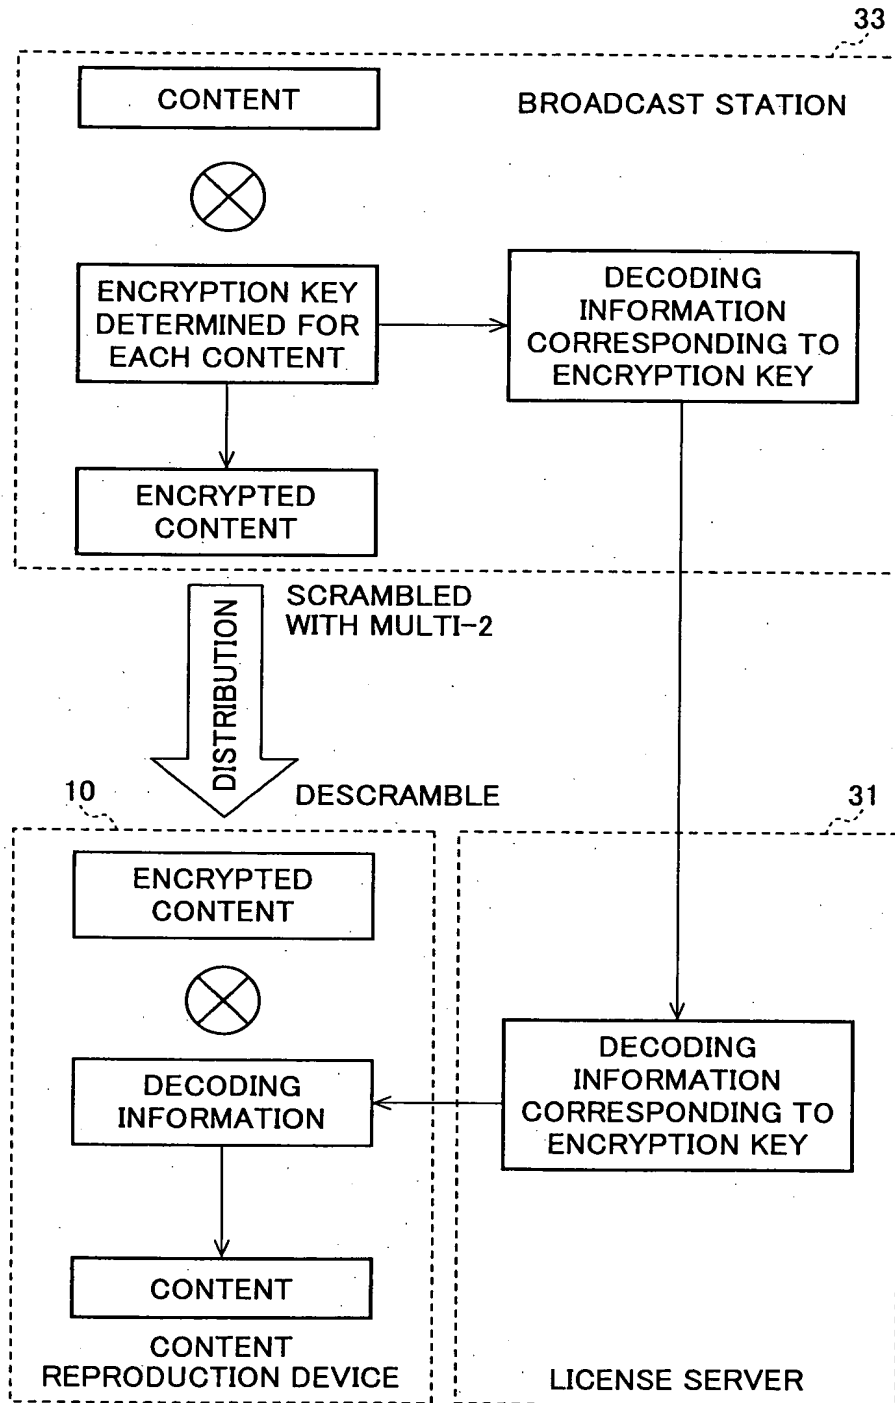 33
CONTENT
BROADCAST STATION
ENCRYPTION KEY
DETERMINED FOR
EACH CONTENT
DECODING
INFORMATION
CORRESPONDING TO
ENCRYPTION KEY
ENCRYPTED
CONTENT
SCRAMBLED
WITH MULTI-2
DISTRIBUTION
DESCRAMBLE
10
31
ENCRYPTED
CONTENT
DECODING
INFORMATION
DECODING
INFORMATION
CORRESPONDING TO
ENCRYPTION KEY
CONTENT
CONTENT
REPRODUCTION DEVICE
LICENSE SERVER